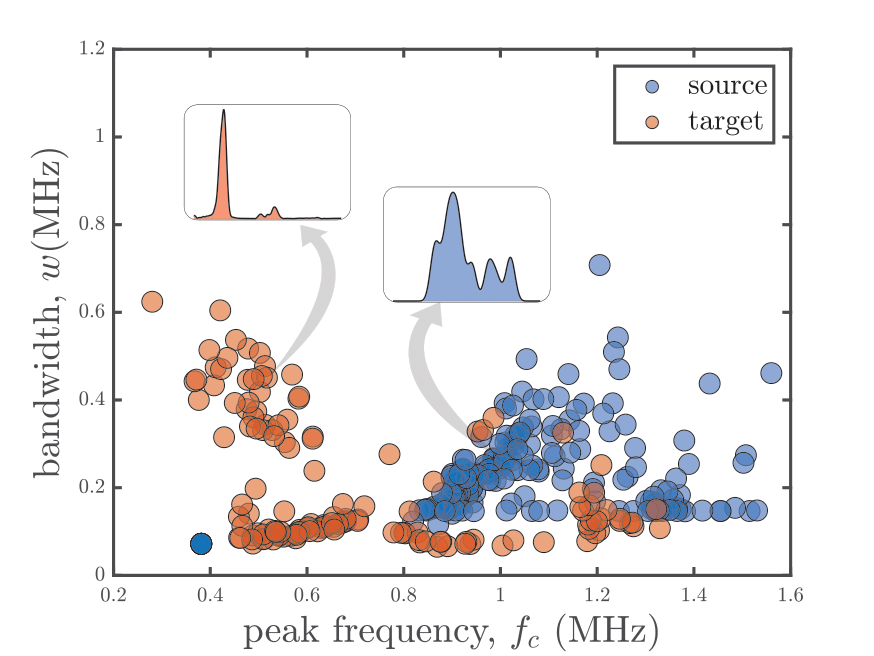 1.2
1
0.8
0.6
0.4
0.2
0
bandwidth, w(MHz)
source
target
0.2 0.4 0.6 0.8 1 1.2 1.4 1.6
peak frequency, f_c (MHz)